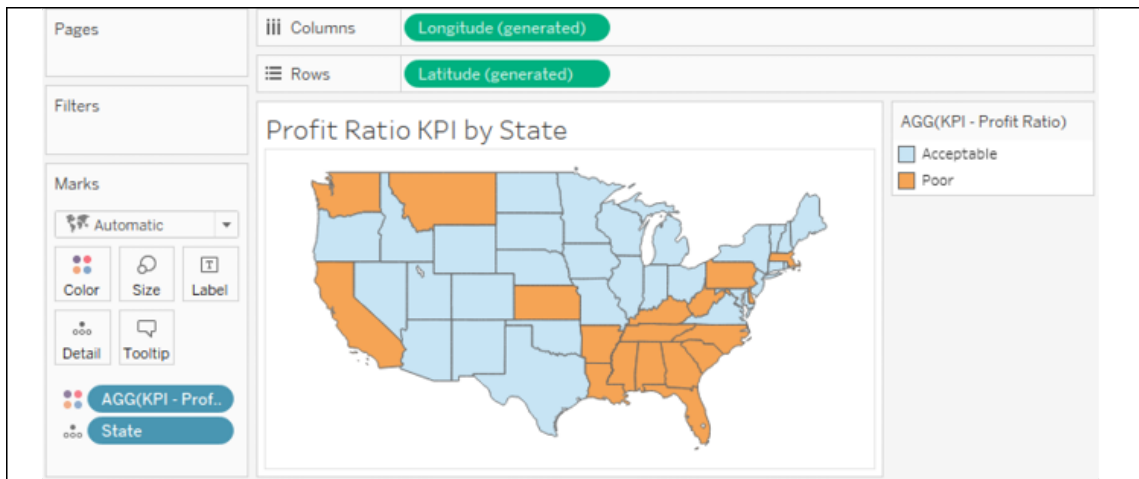 Pages
Columns
Longitude (generated)
Rows
Latitude (generated)
Filters
Profit Ratio KPI by State
AGG(KPI - Profit Ratio)
Acceptable
Poor
Marks
Automatic
Color
Size
T
Label
Detail
Tooltip
AGG(KPI - Prof..
State